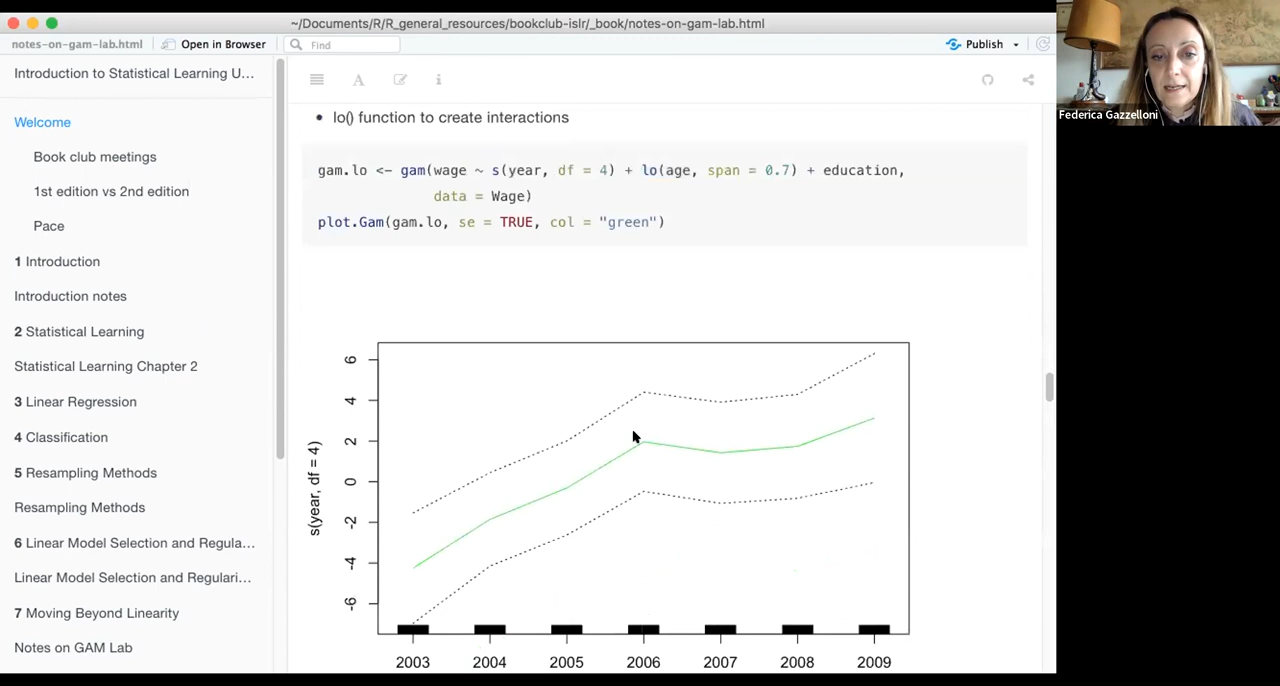 ~/Documents/R/R_general_resources/bookclub-islr/_book/notes-on-gam-lab.html
notes-on-gam-lab.html
Open in Browser
Find
Publish
Introduction to Statistical Learning U...
Welcome
Book club meetings
1st edition vs 2nd edition
Pace
1 Introduction
Introduction notes
2 Statistical Learning
Statistical Learning Chapter 2
3 Linear Regression
4 Classification
5 Resampling Methods
Resampling Methods
6 Linear Model Selection and Regula...
Linear Model Selection and Regulari...
7 Moving Beyond Linearity
Notes on GAM Lab
A
i
• lo() function to create interactions
gam.lo <- gam(wage ~ s(year, df = 4) + lo(age, span = 0.7) + education,
data = Wage)
plot.Gam(gam.lo, se = TRUE, col = "green")
s(year, df = 4)
6
4
2
0
-2
-4
-6
2003 2004 2005 2006 2007 2008 2009
Federica Gazzelloni